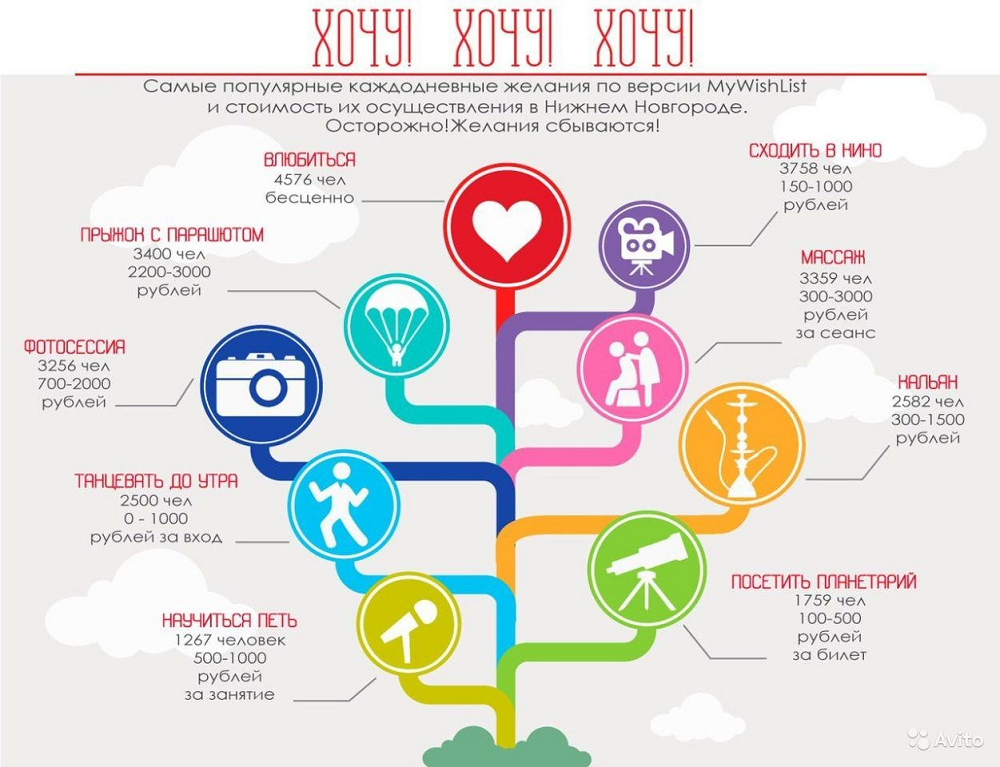 ХОЧУ! ХОЧУ! ХОЧУ!
Самые популярные каждодневные желания по версии MyWishList
и стоимость их осуществления в Нижнем Новгороде.
Осторожно!Желания сбываются!
ВЛЮБИТЬСЯ
4576 чел
бесценно
СХОДИТЬ В КИНО
3758 чел
150-1000
рублей
ПРЫЖОК С ПАРАШЮТОМ
3400 чел
2200-3000
рублей
МАССАЖ
3359 чел
300-3000
рублей
за сеанс
ФОТОСЕССИЯ
3256 чел
700-2000
рублей
КАЛЬЯН
2582 чел
300-1500
рублей
ТАНЦЕВАТЬ ДО УТРА
2500 чел
0 - 1000
рублей за вход
ПОСЕТИТЬ ПЛАНЕТАРИЙ
1759 чел
100-500
рублей
за билет
НАУЧИТЬСЯ ПЕТЬ
1267 человек
500-1000
рублей
за занятие
Avito